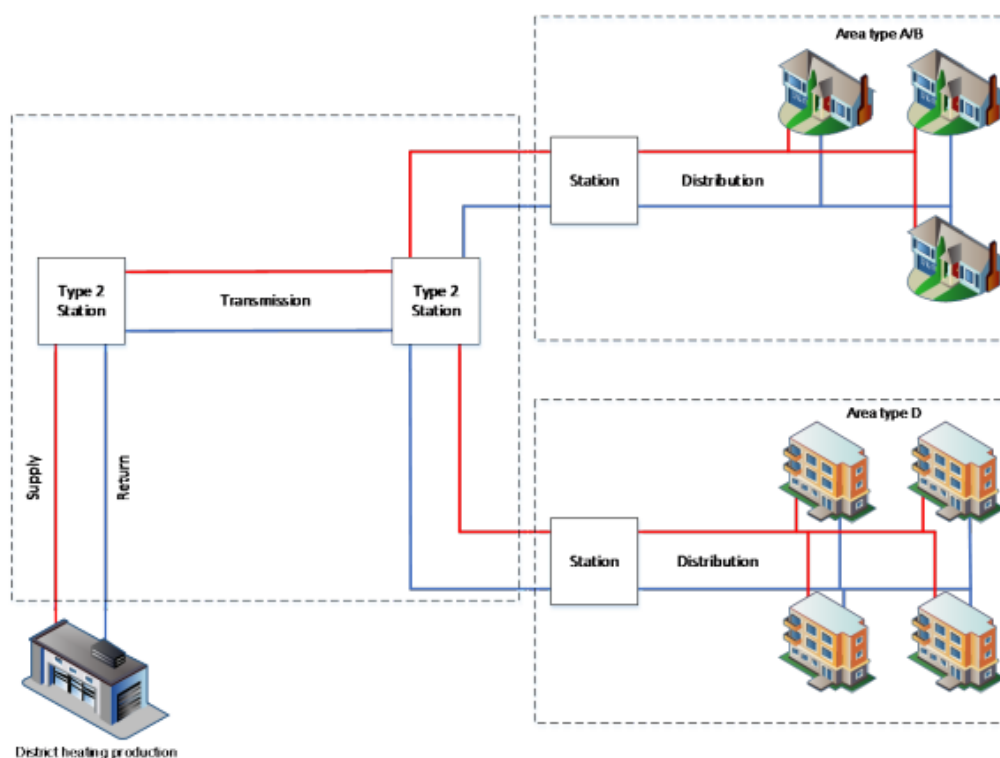 Area type A/B
Station
Distribution
Type 2
Station
Transmission
Type 2
Station
Supply
Return
Area type D
Station
Distribution
District heating production